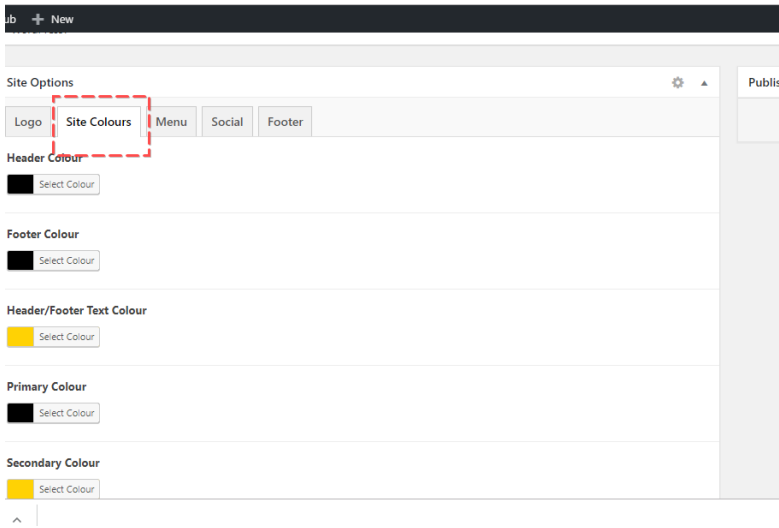 ub + New
Site Options
Publis
Logo Site Colours Menu Social Footer
Header Colour
Select Colour
Footer Colour
Select Colour
Header/Footer Text Colour
Select Colour
Primary Colour
Select Colour
Secondary Colour
Select Colour